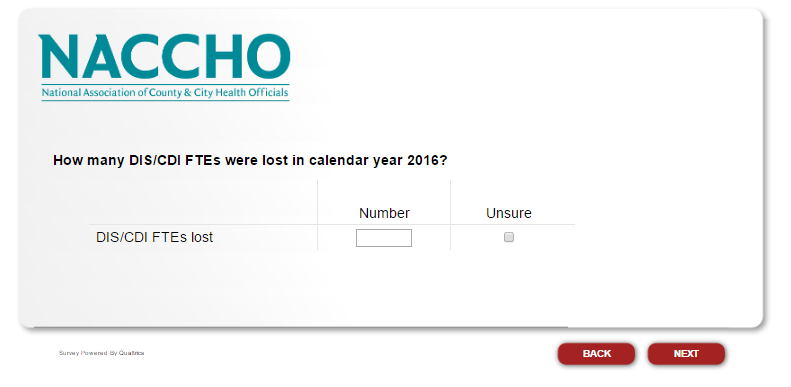 NACCHO
National Association of County & City Health Officials
How many DIS/CDI FTEs were lost in calendar year 2016?
Number Unsure
DIS/CDI FTEs lost
Survey Powered By Qualtrics
BACK NEXT